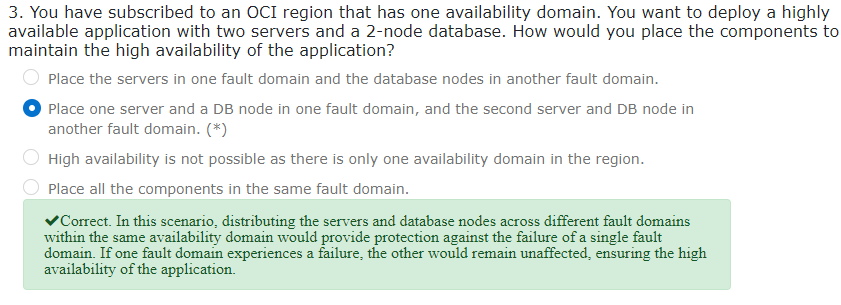 3. You have subscribed to an OCI region that has one availability domain. You want to deploy a highly
available application with two servers and a 2-node database. How would you place the components to
maintain the high availability of the application?
Place the servers in one fault domain and the database nodes in another fault domain.
Place one server and a DB node in one fault domain, and the second server and DB node in
another fault domain. (*)
High availability is not possible as there is only one availability domain in the region.
Place all the components in the same fault domain.
✔Correct. In this scenario, distributing the servers and database nodes across different fault domains
within the same availability domain would provide protection against the failure of a single fault
domain. If one fault domain experiences a failure, the other would remain unaffected, ensuring the high
availability of the application.